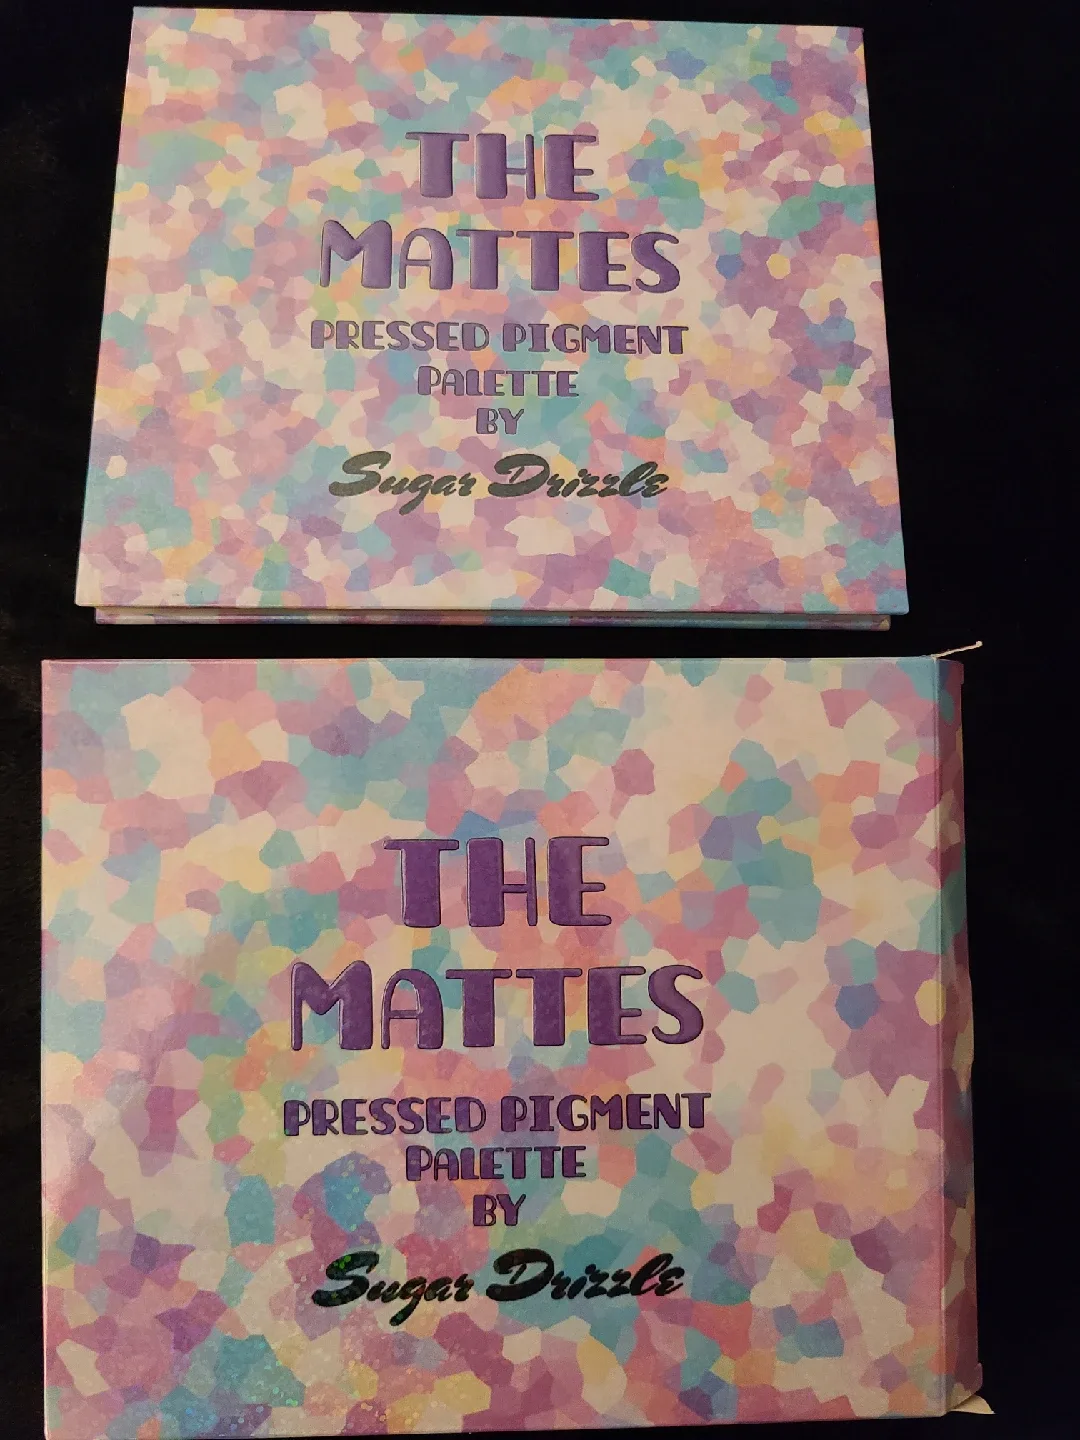 THE
MATTES
PRESSED PIGMENT
PALETTE
BY
Sugar Drizzle
THE
MATTES
PRESSED PIGMENT
PALETTE
BY
Sugar Drizzle